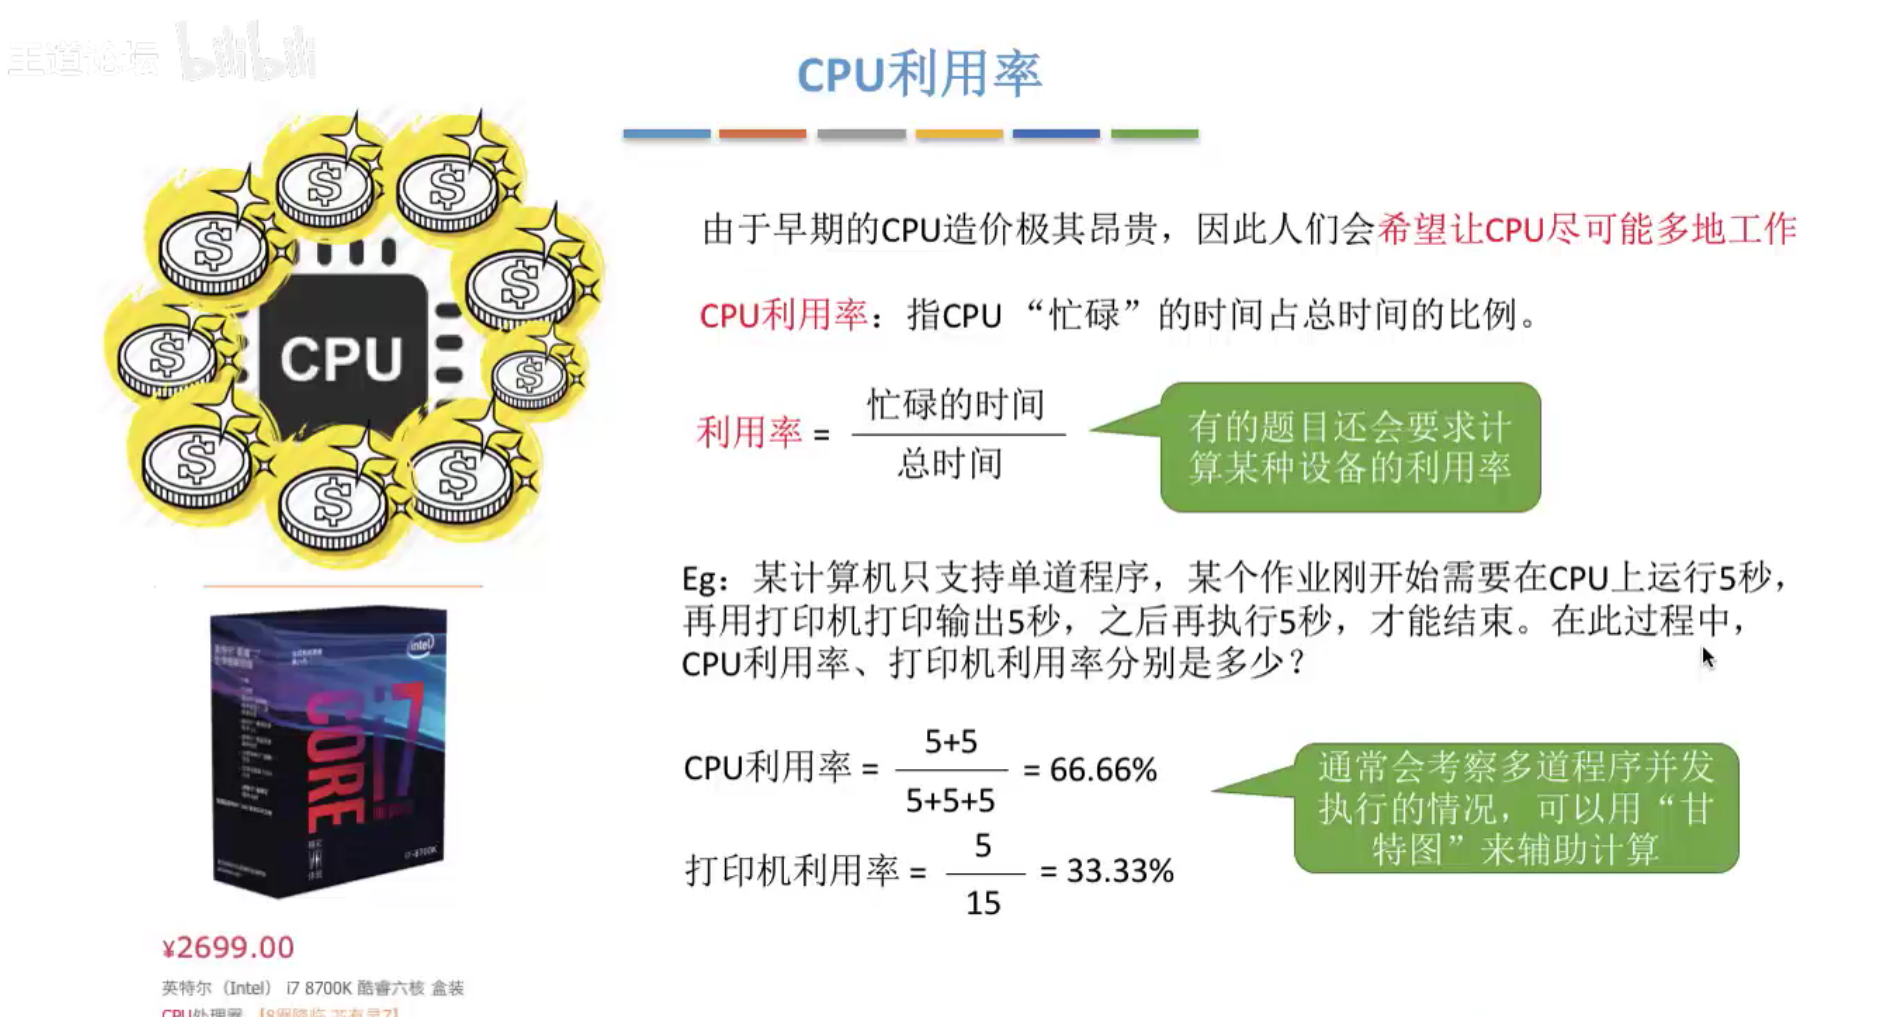 王道论坛 bilibili
CPU利用率
由于早期的CPU造价极其昂贵，因此人们会希望让CPU尽可能多地工作
CPU利用率：指CPU “忙碌”的时间占总时间的比例。
利用率 =
忙碌的时间
总时间
有的题目还会要求计
算某种设备的利用率
Eg：某计算机只支持单道程序，某个作业刚开始需要在CPU上运行5秒，
再用打印机打印输出5秒，之后再执行5秒，才能结束。在此过程中，
CPU利用率、打印机利用率分别是多少？
CPU利用率 =
5+5
5+5+5
= 66.66%
打印机利用率 =
5
15
= 33.33%
通常会考察多道程序并发
执行的情况，可以用“甘
特图”来辅助计算
$
$
$
$
$
$
$
$
$
CPU
intel
CORE i7
i7-8700K
¥2699.00
英特尔（Intel） i7 8700K 酷睿六核 盒装
CPU处理器